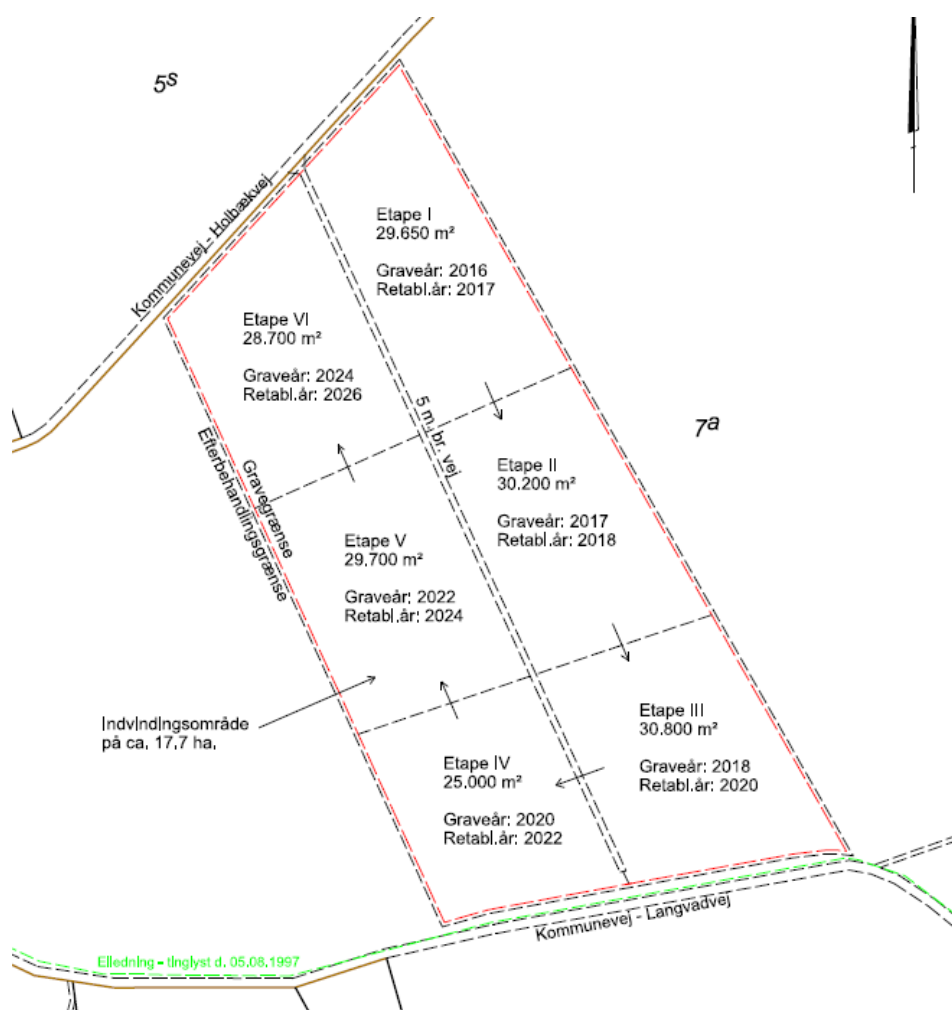 5s
Kommunevej - Holbækvej
Etape I
29.650 m²
Graveår: 2016
Retabl.år: 2017
Etape VI
28.700 m²
Graveår: 2024
Retabl.år: 2026
5 m. br. vej
7a
Etape II
30.200 m²
Graveår: 2017
Retabl.år: 2018
Gravegrænse
Efterbehandlingsgrænse
Etape V
29.700 m²
Graveår: 2022
Retabl.år: 2024
Indvindingsområde
på ca. 17,7 ha.
Etape III
30.800 m²
Graveår: 2018
Retabl.år: 2020
Etape IV
25.000 m²
Graveår: 2020
Retabl.år: 2022
Kommunevej - Langvadvej
Elledning - tinglyst d. 05.08.1997